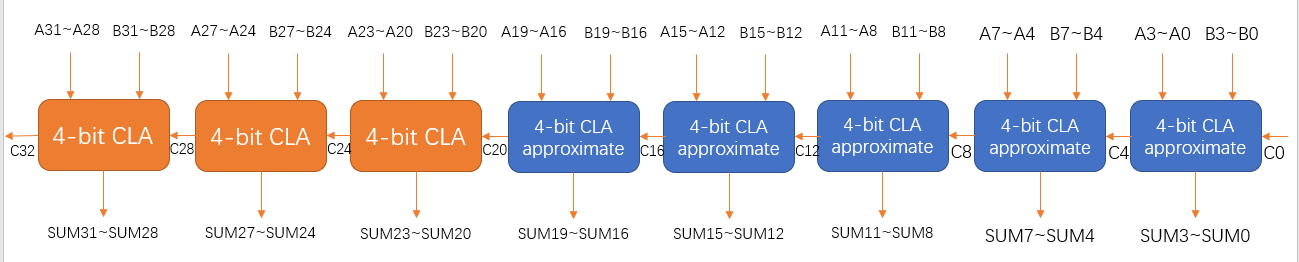 A31~A28 B31~B28 A27~A24 B27~B24 A23~A20 B23~B20 A19~A16 B19~B16 A15~A12 B15~B12 A11~A8 B11~B8 A7~A4 B7~B4 A3~A0 B3~B0
4-bit CLA 4-bit CLA 4-bit CLA 4-bit CLA 4-bit CLA 4-bit CLA 4-bit CLA 4-bit CLA
approximate approximate approximate approximate approximate
C32 C28 C24 C20 C16 C12 C8 C4 C0
SUM31~SUM28 SUM27~SUM24 SUM23~SUM20 SUM19~SUM16 SUM15~SUM12 SUM11~SUM8 SUM7~SUM4 SUM3~SUM0